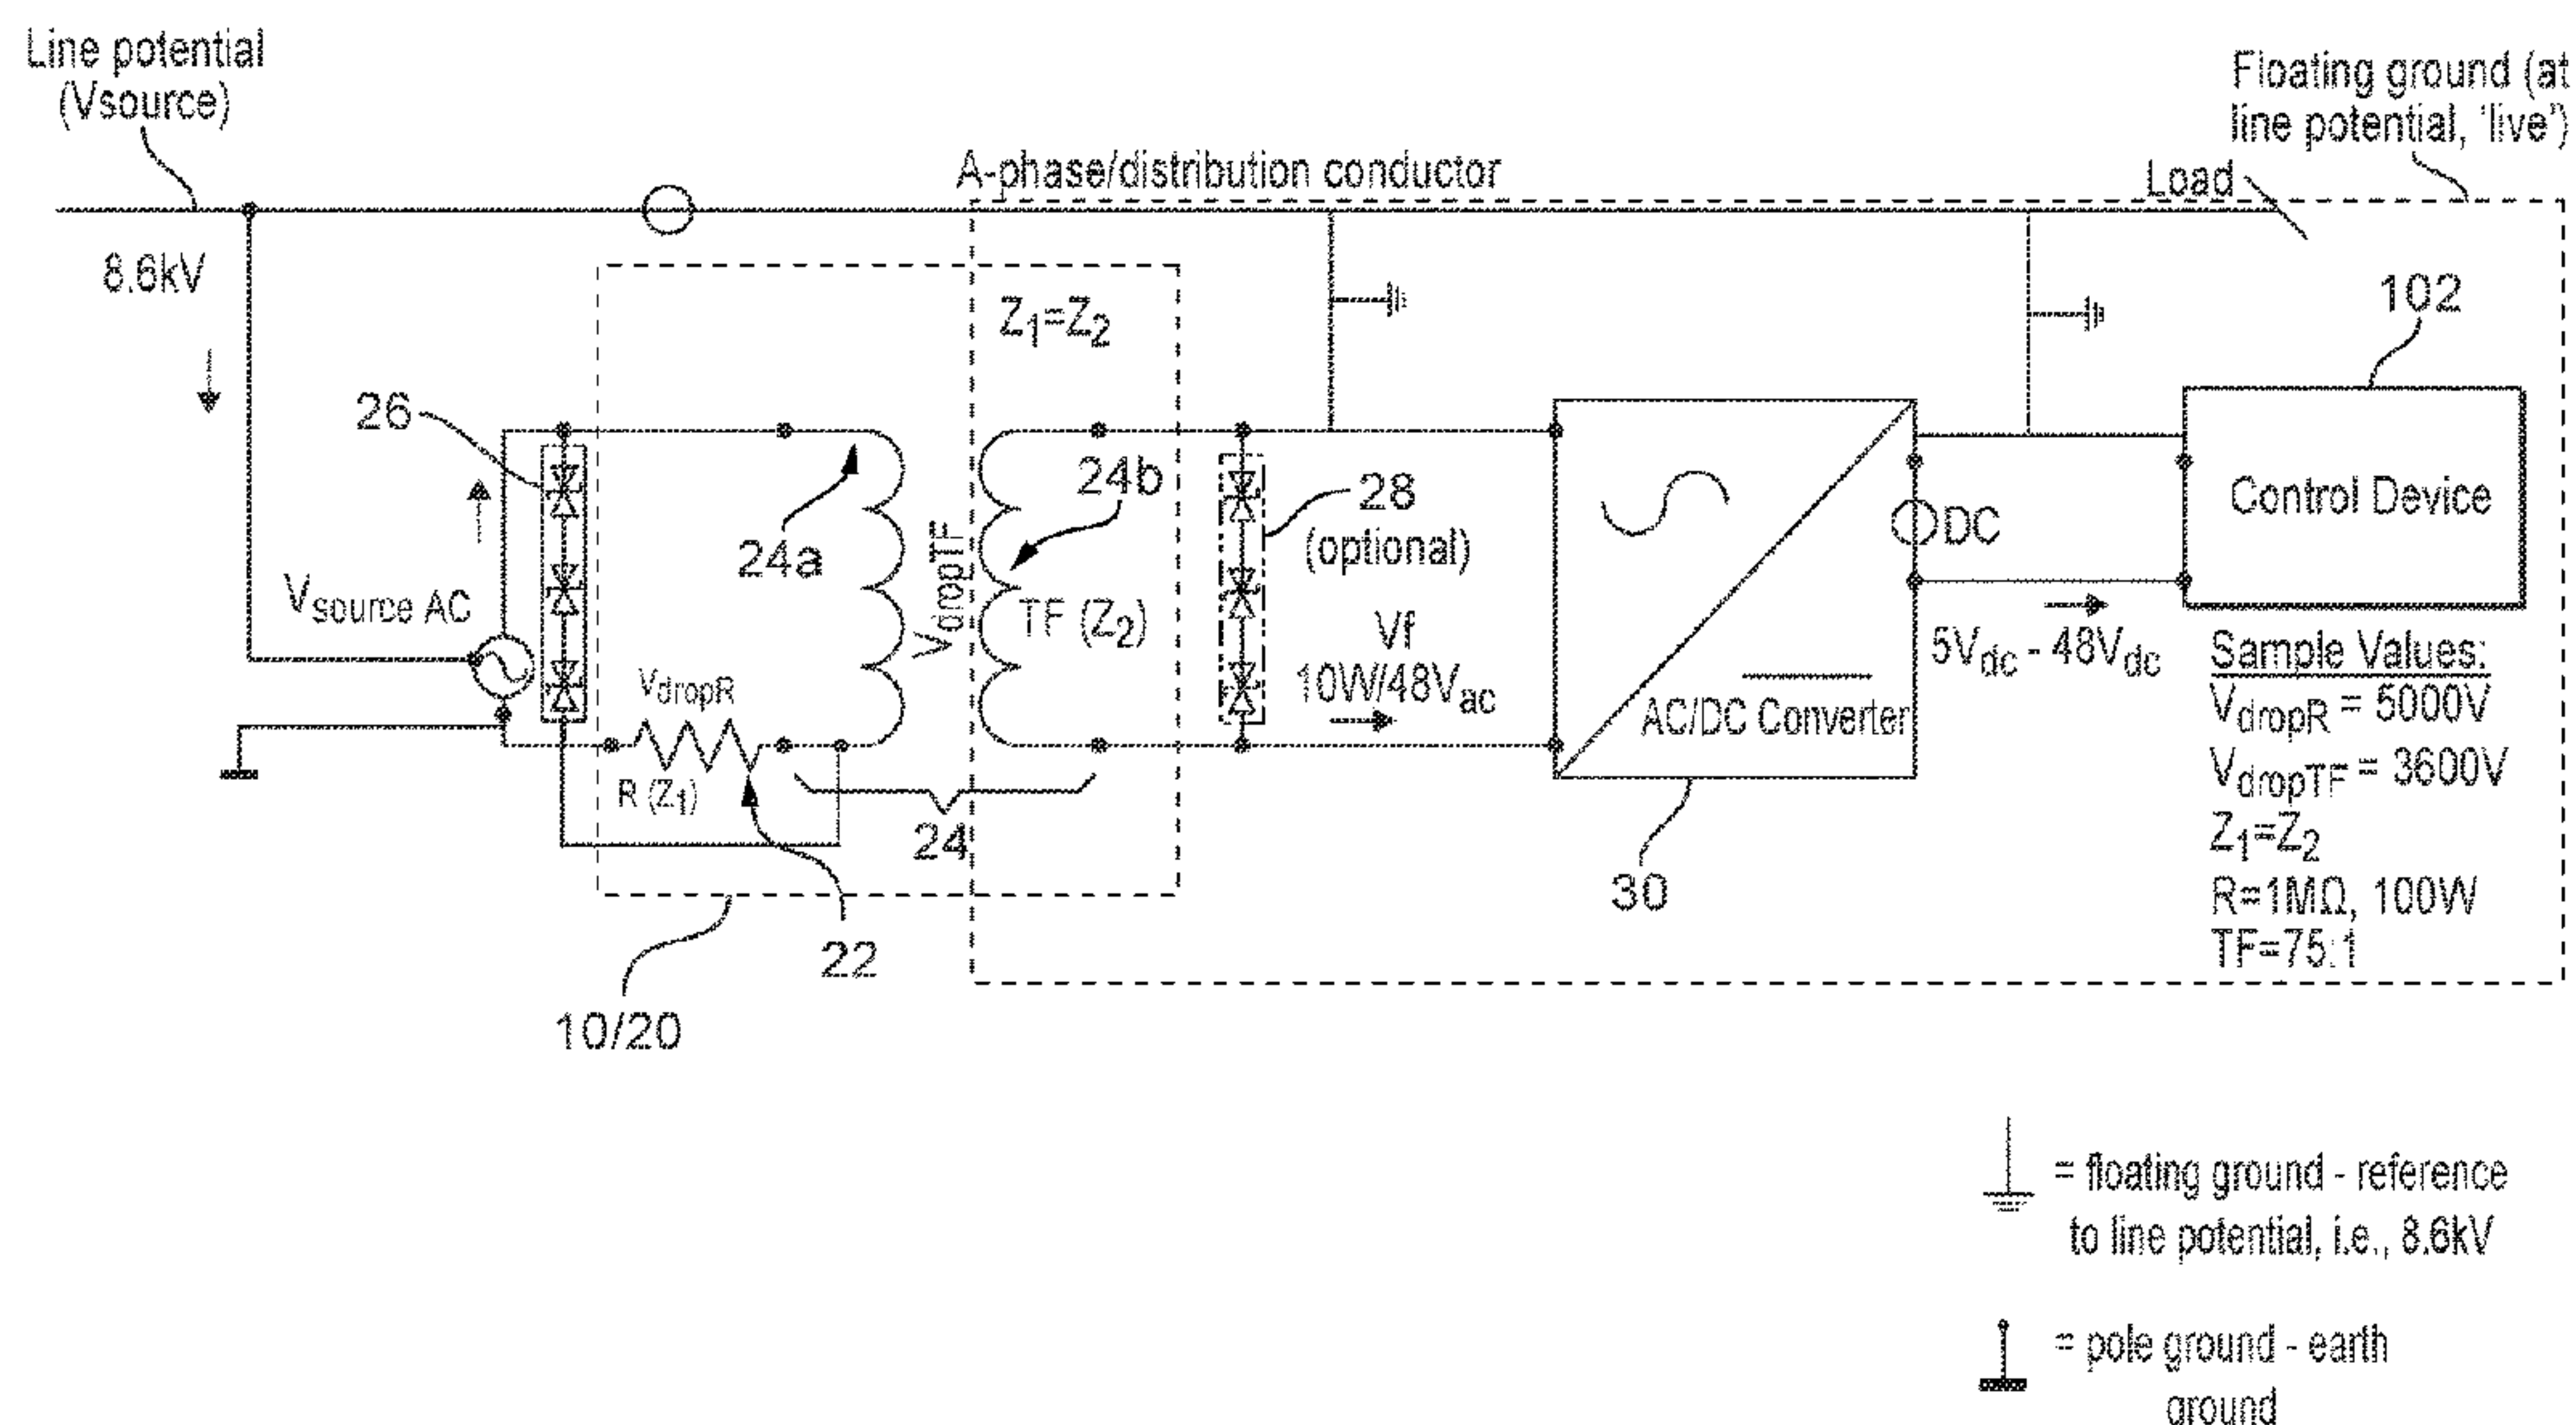 Line potential
(Vsource)
Floating ground (at
line potential, 'live')
A-phase/distribution conductor
Load
8.6kV
Z1=Z2
102
26
24a
24b
28
(optional)
DC
Control Device
Vsource AC
VdropTF
TF (Z2)
Vf
10W/48Vac
5Vdc - 48Vdc
VdropR
R (Z1)
AC/DC Converter
24
22
30
10/20
Sample Values:
VdropR = 5000V
VdropTF = 3600V
Z1=Z2
R=1MΩ, 100W
TF=75:1
= floating ground - reference
to line potential, i.e., 8.6kV
= pole ground - earth
ground